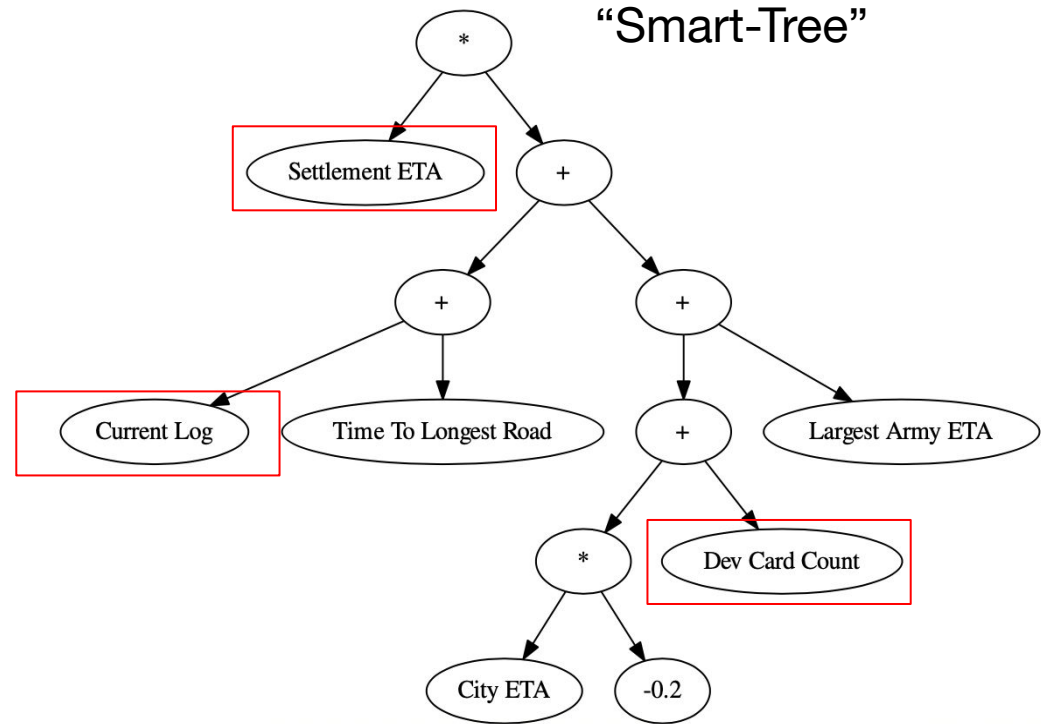 “Smart-Tree”
*
Settlement ETA
+
+
+
Current Log
Time To Longest Road
+
Largest Army ETA
*
Dev Card Count
City ETA
-0.2